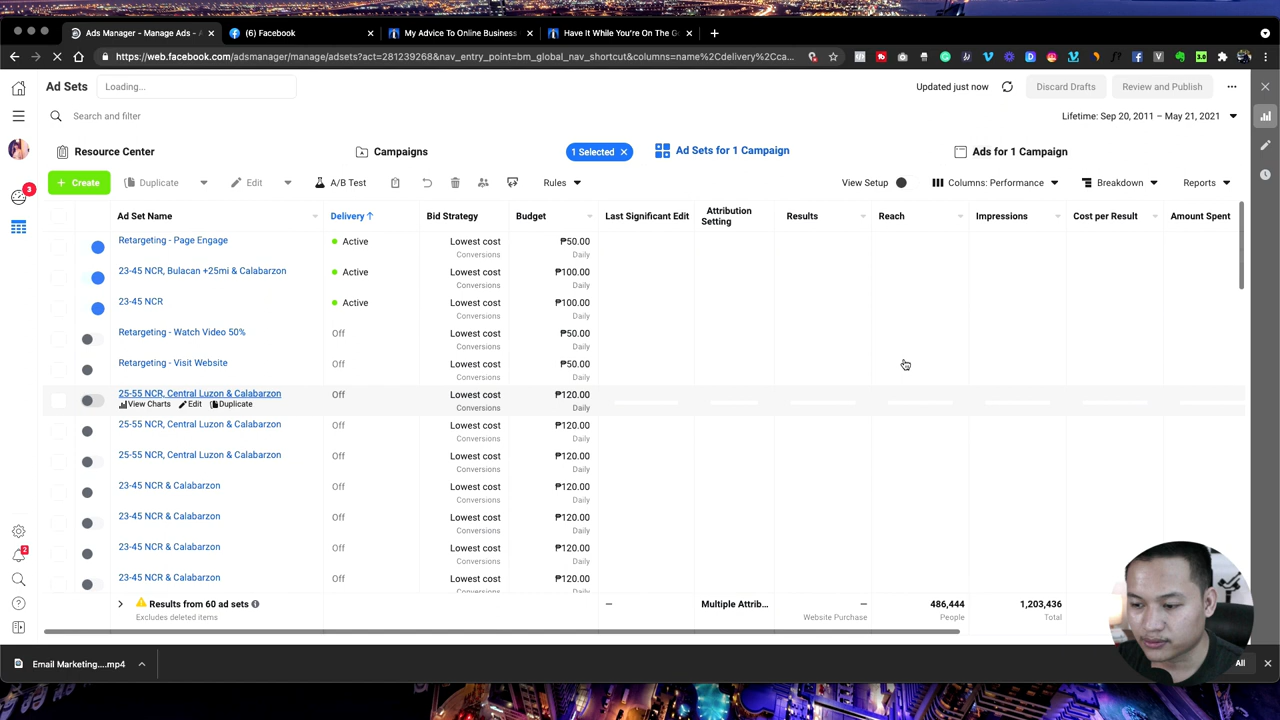 Ads Manager - Manage Ads - A
(6) Facebook
My Advice To Online Business
Have It While You're On The G
https://web.facebook.com/adsmanager/manage/adsets?act=281239268&nav_entry_point=bm_global_nav_shortcut&columns=name%2Cdelivery%2Cca...
Ad Sets
Loading...
Updated just now
Discard Drafts
Review and Publish
Search and filter
Lifetime: Sep 20, 2011 – May 21, 2021
Resource Center
Campaigns
1 Selected
Ad Sets for 1 Campaign
Ads for 1 Campaign
Create
Duplicate
Edit
A/B Test
Rules
View Setup
Columns: Performance
Breakdown
Reports
3
Ad Set Name
Delivery
Bid Strategy
Budget
Last Significant Edit
Attribution Setting
Results
Reach
Impressions
Cost per Result
Amount Spent
Retargeting - Page Engage Active Lowest cost ₱50.00
Conversions Daily
23-45 NCR, Bulacan +25mi & Calabarzon Active Lowest cost ₱100.00
Conversions Daily
23-45 NCR Active Lowest cost ₱100.00
Conversions Daily
Retargeting - Watch Video 50% Off Lowest cost ₱50.00
Conversions Daily
Retargeting - Visit Website Off Lowest cost ₱50.00
Conversions Daily
25-55 NCR, Central Luzon & Calabarzon Off Lowest cost ₱120.00
View Charts Edit Duplicate Conversions Daily
25-55 NCR, Central Luzon & Calabarzon Off Lowest cost ₱120.00
Conversions Daily
25-55 NCR, Central Luzon & Calabarzon Off Lowest cost ₱120.00
Conversions Daily
23-45 NCR & Calabarzon Off Lowest cost ₱120.00
Conversions Daily
23-45 NCR & Calabarzon Off Lowest cost ₱120.00
Conversions Daily
23-45 NCR & Calabarzon Off Lowest cost ₱120.00
Conversions Daily
23-45 NCR & Calabarzon Off Lowest cost ₱120.00
Conversions Daily
2
Results from 60 ad sets — Multiple Attrib... — 486,444 1,203,436
Excludes deleted items Website Purchase People Total
Email Marketing....mp4
All